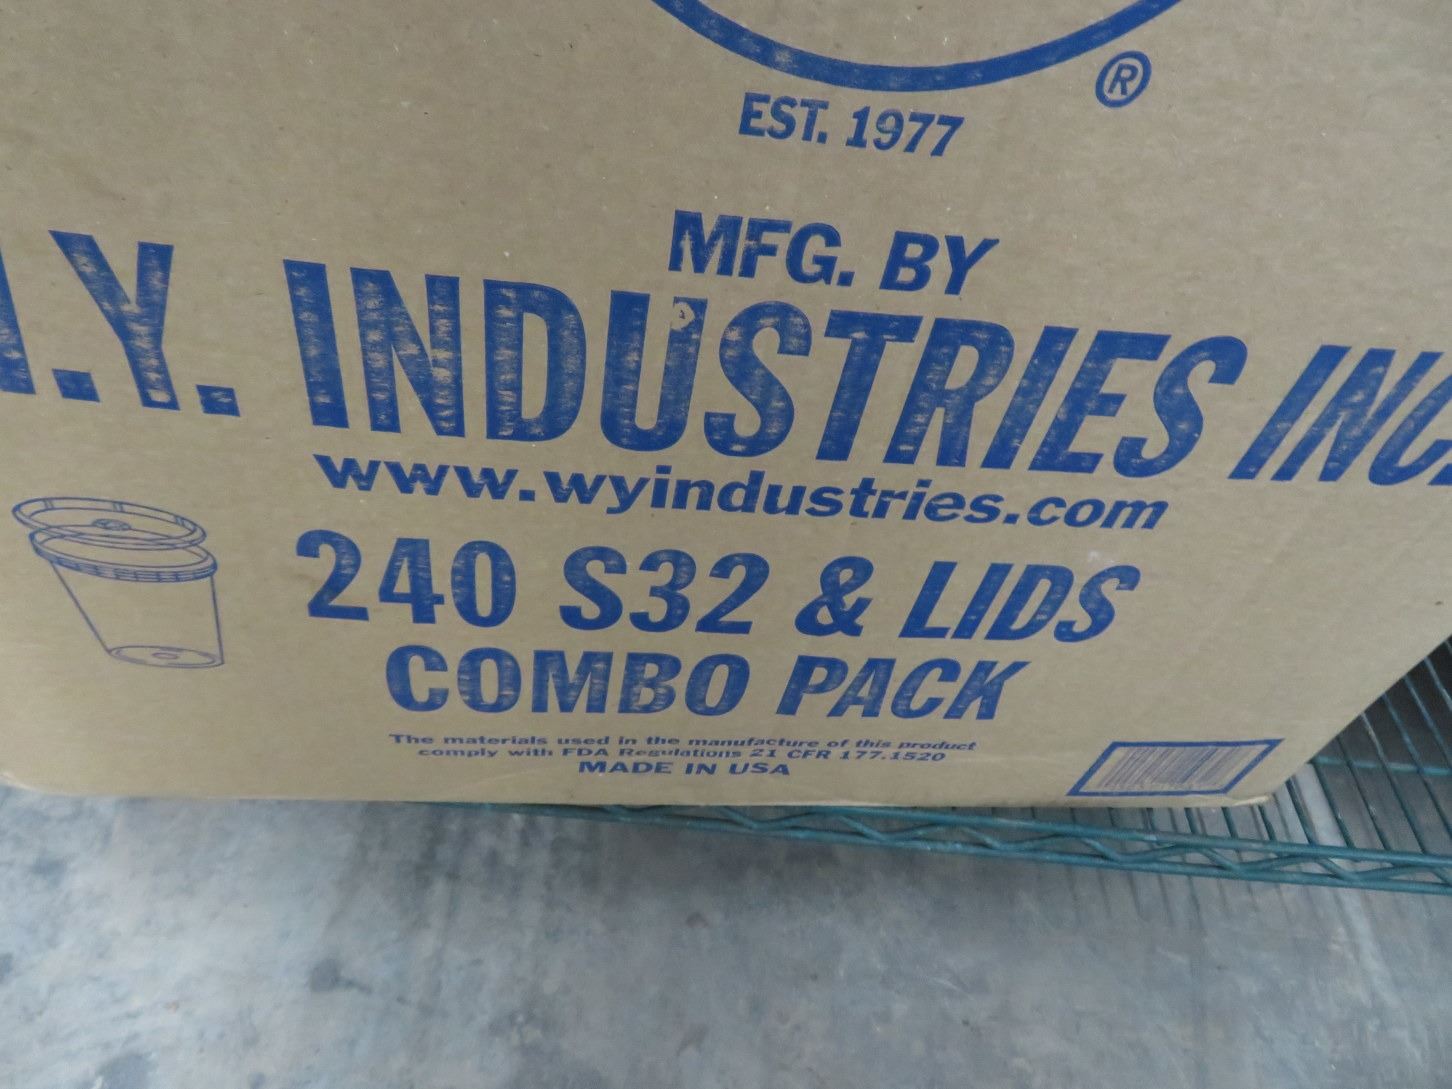 ®
EST. 1977
MFG. BY
.Y. INDUSTRIES INC.
www.wyindustries.com
240 S32 & LIDS
COMBO PACK
The materials used in the manufacture of this product
comply with FDA Regulations 21 CFR 177.1520
MADE IN USA